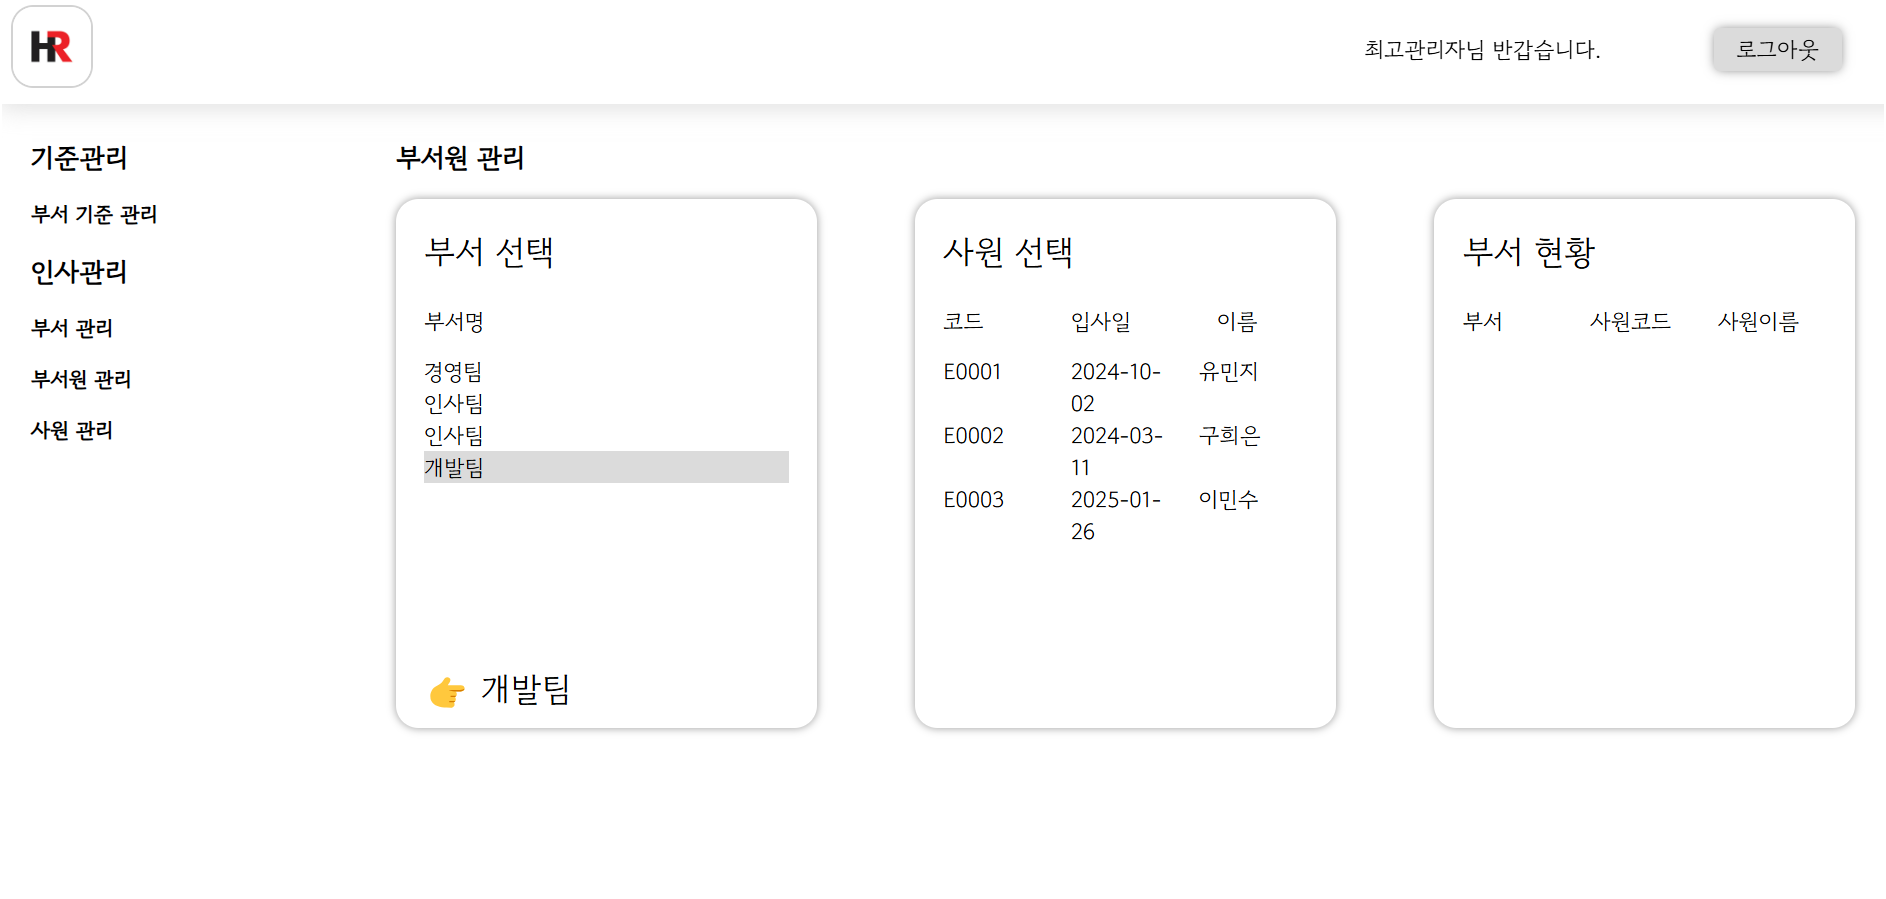 HR
최고관리자님 반갑습니다.
로그아웃
기준관리
부서 기준 관리
인사관리
부서 관리
부서원 관리
사원 관리
부서원 관리
부서 선택
부서명
경영팀
인사팀
인사팀
개발팀
👉 개발팀
사원 선택
코드 입사일 이름
E0001 2024-10- 유민지
02
E0002 2024-03- 구희은
11
E0003 2025-01- 이민수
26
부서 현황
부서 사원코드 사원이름